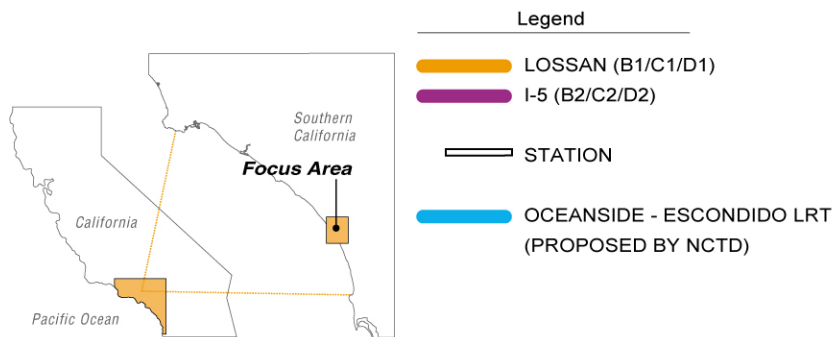 Legend
LOSSAN (B1/C1/D1)
I-5 (B2/C2/D2)
STATION
OCEANSIDE - ESCONDIDO LRT
(PROPOSED BY NCTD)
Southern
California
Focus Area
California
Pacific Ocean